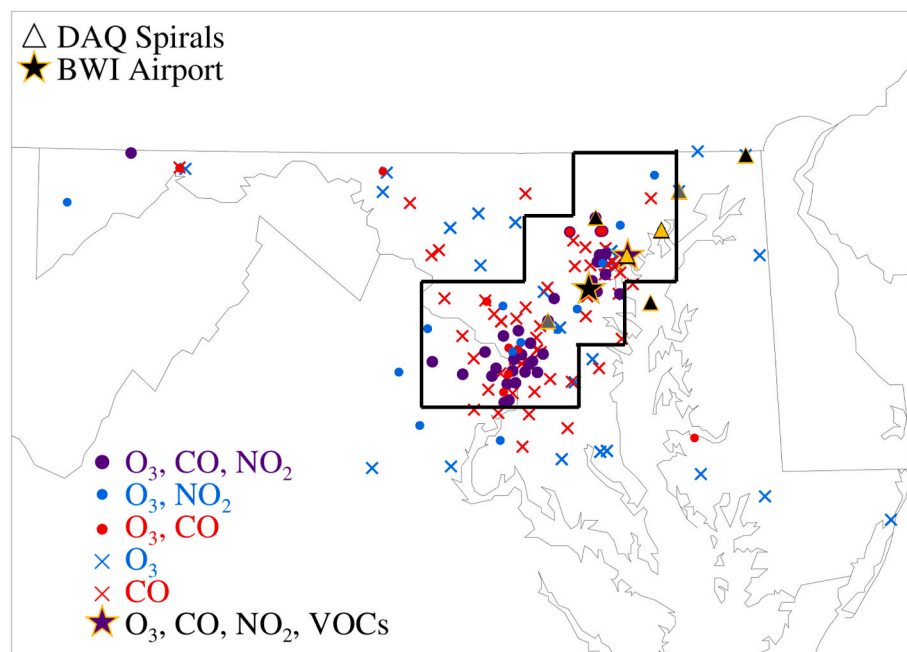 DAQ Spirals
BWI Airport
O₃, CO, NO₂
O₃, NO₂
O₃, CO
O₃
CO
O₃, CO, NO₂, VOCs